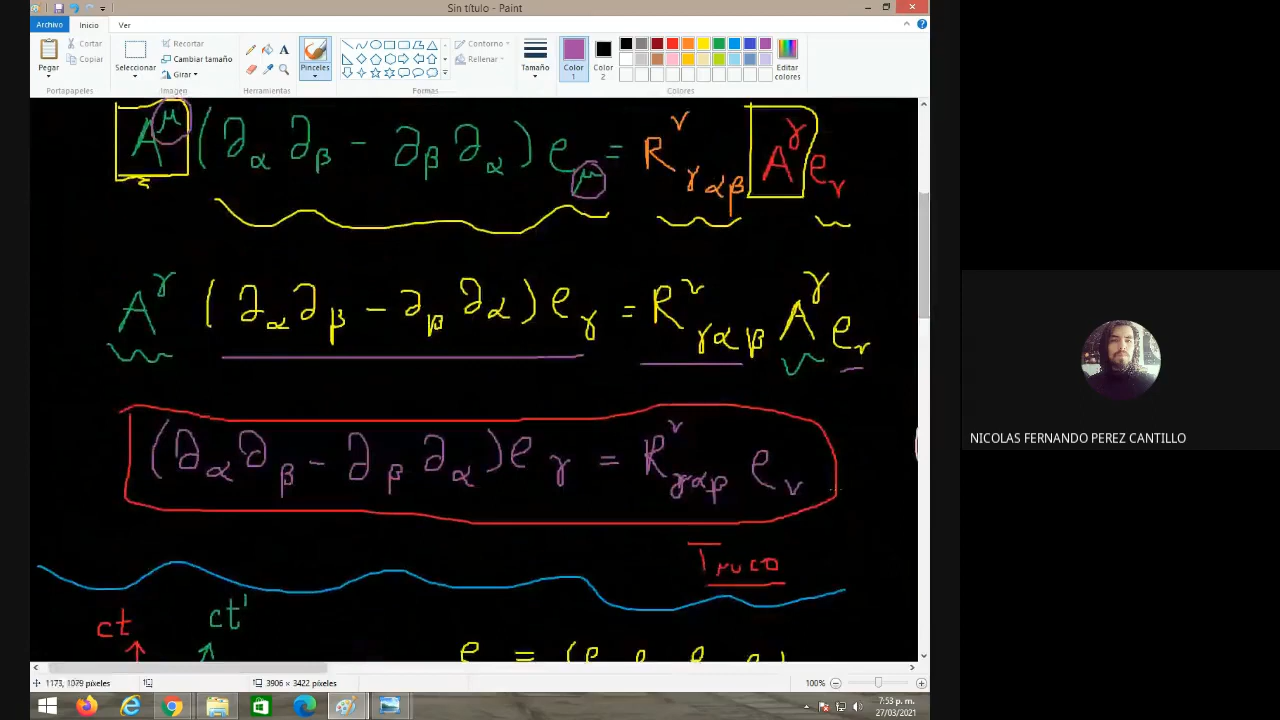 Sin título - Paint
Archivo Inicio Ver
Pegar
Cortar
Copiar
Seleccionar
Recortar
Cambiar tamaño
Girar
Pinceles
Contorno
Rellenar
Tamaño
Color 1
Color 2
Editar colores
Portapapeles Imagen Herramientas Formas Colores
A^μ (∂_α ∂_β − ∂_β ∂_α) e_μ = R^ν_γαβ A^γ e_ν
A^γ (∂_α ∂_β − ∂_β ∂_α) e_γ = R^ν_γαβ A^γ e_ν
(∂_α ∂_β − ∂_β ∂_α) e_γ = R^ν_γαβ e_ν
Truco
ct ct'
NICOLAS FERNANDO PEREZ CANTILLO
1173, 1079 píxeles 3906 × 3422 píxeles 100%
7:53 p. m.
27/03/2021